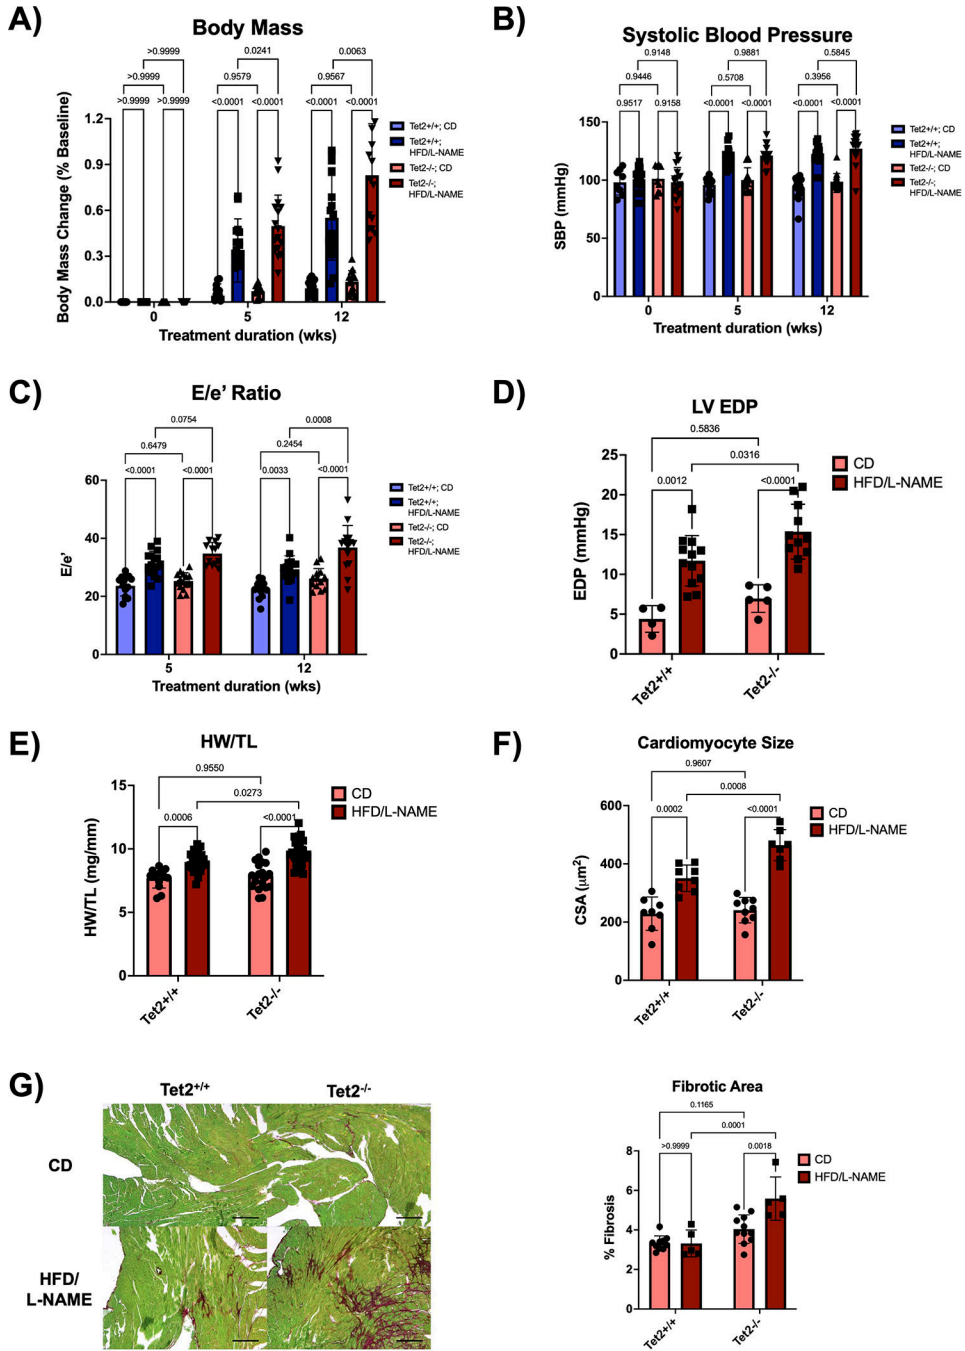 A)
Body Mass
>0.9999
0.0241
0.0063
>0.9999
0.9579
0.9567
>0.9999
>0.9999
<0.0001
<0.0001
<0.0001
<0.0001
Body Mass Change (% Baseline)
1.2
0.9
0.6
0.3
0.0
0
5
12
Treatment duration (wks)
Tet2+/+; CD
Tet2+/+;
HFD/L-NAME
Tet2-/-; CD
Tet2-/-;
HFD/L-NAME
B)
Systolic Blood Pressure
0.9148
0.9881
0.5845
0.9446
0.5708
0.3956
0.9517
0.9158
<0.0001
<0.0001
<0.0001
<0.0001
SBP (mmHg)
150
100
50
0
0
5
12
Treatment duration (wks)
Tet2+/+; CD
Tet2+/+;
HFD/L-NAME
Tet2-/-; CD
Tet2-/-;
HFD/L-NAME
C)
E/e’ Ratio
0.0754
0.0008
0.6479
0.2454
<0.0001
<0.0001
0.0033
<0.0001
E/e'
60
40
20
0
5
12
Treatment duration (wks)
Tet2+/+; CD
Tet2+/+;
HFD/L-NAME
Tet2-/-; CD
Tet2-/-;
HFD/L-NAME
D)
LV EDP
0.5836
0.0316
0.0012
<0.0001
EDP (mmHg)
25
20
15
10
5
0
Tet2+/+
Tet2-/-
CD
HFD/L-NAME
E)
HW/TL
0.9550
0.0273
0.0006
<0.0001
HW/TL (mg/mm)
15
10
5
0
Tet2+/+
Tet2-/-
CD
HFD/L-NAME
F)
Cardiomyocyte Size
0.9607
0.0008
0.0002
<0.0001
CSA (μm²)
600
400
200
0
Tet2+/+
Tet2-/-
CD
HFD/L-NAME
G)
Tet2+/+
Tet2-/-
CD
HFD/
L-NAME
Fibrotic Area
0.1165
0.0001
>0.9999
0.0018
% Fibrosis
8
6
4
2
0
Tet2+/+
Tet2-/-
CD
HFD/L-NAME